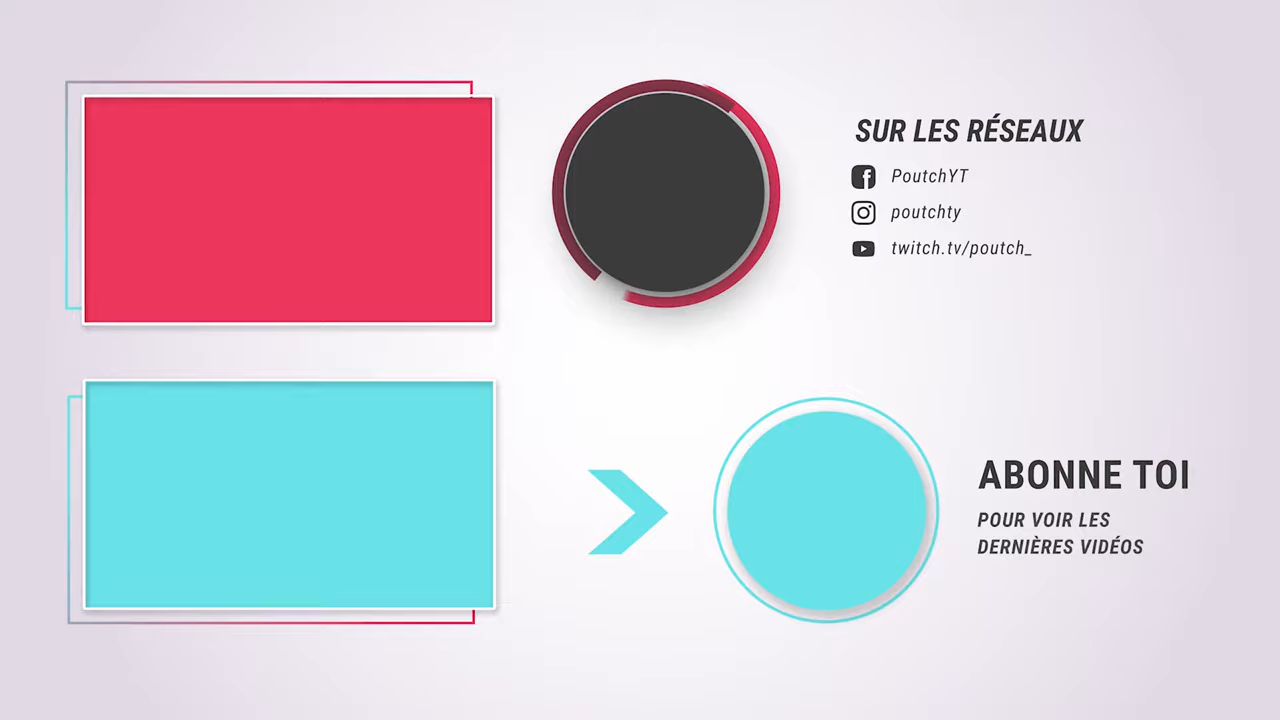 SUR LES RÉSEAUX
PoutchYT
poutchty
twitch.tv/poutch_
ABONNE TOI
POUR VOIR LES
DERNIÈRES VIDÉOS